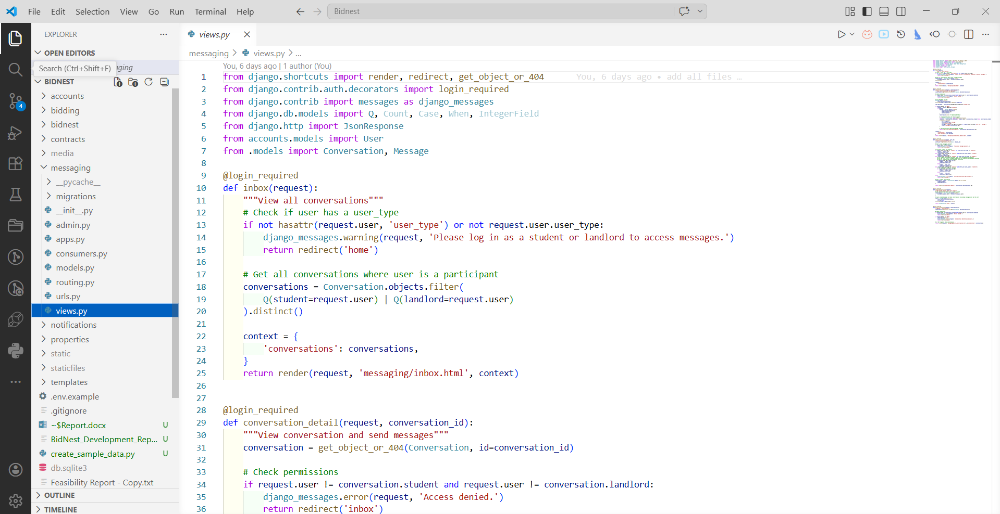 File Edit Selection View Go Run Terminal Help
Bidnest
EXPLORER
OPEN EDITORS
Search (Ctrl+Shift+F)
BIDNEST
accounts
bidding
bidnest
contracts
media
messaging
__pycache__
migrations
__init__.py
admin.py
apps.py
consumers.py
models.py
routing.py
urls.py
views.py
notifications
properties
static
staticfiles
templates
.env.example
.gitignore
~$Report.docx U
BidNest_Development_Rep... U
create_sample_data.py U
db.sqlite3
Feasibility Report - Copy.txt
OUTLINE
TIMELINE
4
views.py
messaging > views.py > ...
You, 6 days ago | 1 author (You)
1 from django.shortcuts import render, redirect, get_object_or_404 You, 6 days ago • add all files …
2 from django.contrib.auth.decorators import login_required
3 from django.contrib import messages as django_messages
4 from django.db.models import Q, Count, Case, When, IntegerField
5 from django.http import JsonResponse
6 from accounts.models import User
7 from .models import Conversation, Message
8
9 @login_required
10 def inbox(request):
11 """View all conversations"""
12 # Check if user has a user_type
13 if not hasattr(request.user, 'user_type') or not request.user.user_type:
14 django_messages.warning(request, 'Please log in as a student or landlord to access messages.')
15 return redirect('home')
16
17 # Get all conversations where user is a participant
18 conversations = Conversation.objects.filter(
19 Q(student=request.user) | Q(landlord=request.user)
20 ).distinct()
21
22 context = {
23 'conversations': conversations,
24 }
25 return render(request, 'messaging/inbox.html', context)
26
27
28 @login_required
29 def conversation_detail(request, conversation_id):
30 """View conversation and send messages"""
31 conversation = get_object_or_404(Conversation, id=conversation_id)
32
33 # Check permissions
34 if request.user != conversation.student and request.user != conversation.landlord:
35 django_messages.error(request, 'Access denied.')
36 return redirect('inbox')